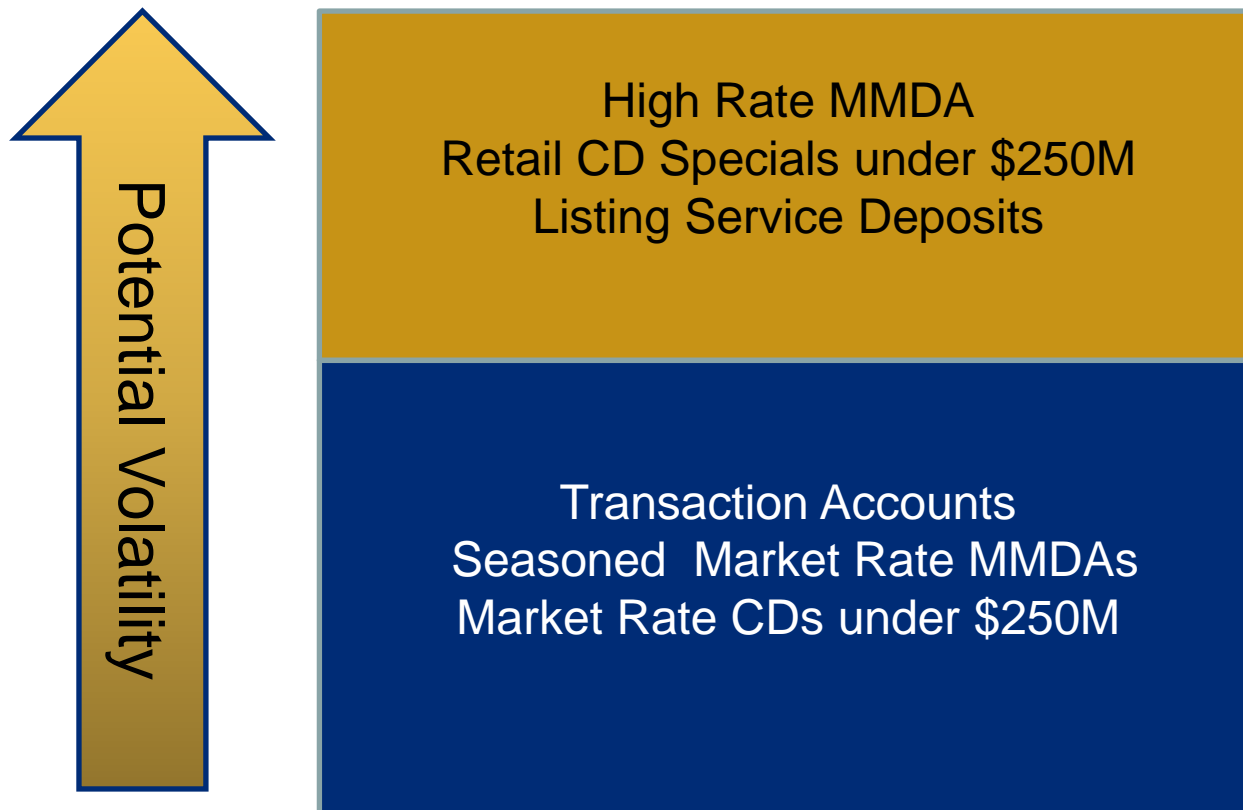 Potential Volatility
High Rate MMDA
Retail CD Specials under $250M
Listing Service Deposits
Transaction Accounts
Seasoned  Market Rate MMDAs
Market Rate CDs under $250M